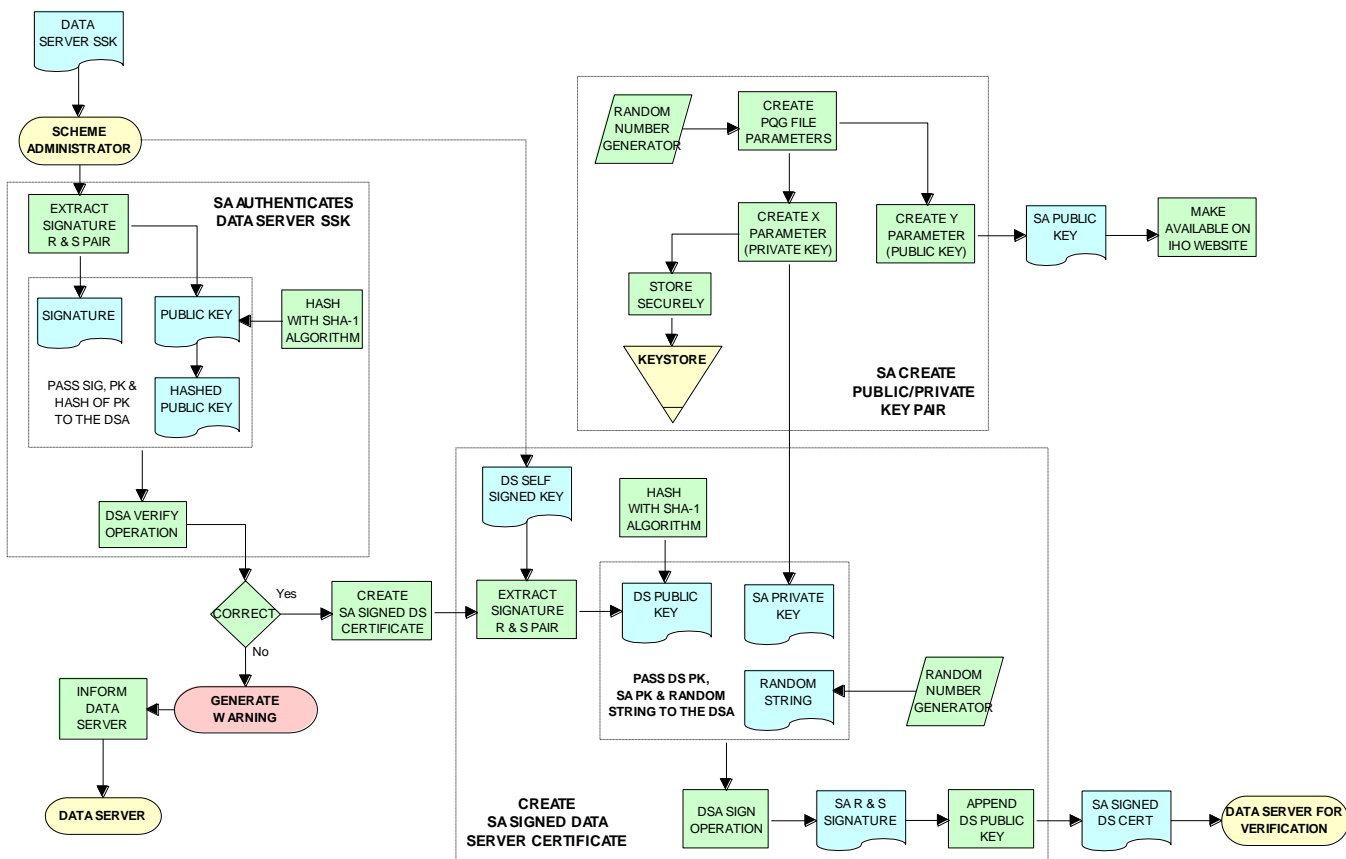 DATA
SERVER SSK
SCHEME
ADMINISTRATOR
SA AUTHENTICATES
DATA SERVER SSK
EXTRACT
SIGNATURE
R & S PAIR
SIGNATURE
PUBLIC KEY
HASH
WITH SHA-1
ALGORITHM
PASS SIG, PK &
HASH OF PK
TO THE DSA
HASHED
PUBLIC KEY
DSA VERIFY
OPERATION
CORRECT
Yes
No
CREATE
SA SIGNED DS
CERTIFICATE
GENERATE
WARNING
INFORM
DATA
SERVER
DATA SERVER
RANDOM
NUMBER
GENERATOR
CREATE
PQG FILE
PARAMETERS
CREATE X
PARAMETER
(PRIVATE KEY)
CREATE Y
PARAMETER
(PUBLIC KEY)
SA PUBLIC
KEY
MAKE
AVAILABLE ON
IHO WEBSITE
STORE
SECURELY
KEYSTORE
SA CREATE
PUBLIC/PRIVATE
KEY PAIR
DS SELF
SIGNED KEY
HASH
WITH SHA-1
ALGORITHM
EXTRACT
SIGNATURE
R & S PAIR
DS PUBLIC
KEY
SA PRIVATE
KEY
PASS DS PK,
SA PK & RANDOM
STRING TO THE DSA
RANDOM
STRING
RANDOM
NUMBER
GENERATOR
CREATE
SA SIGNED DATA
SERVER CERTIFICATE
DSA SIGN
OPERATION
SA R & S
SIGNATURE
APPEND
DS PUBLIC
KEY
SA SIGNED
DS CERT
DATA SERVER FOR
VERIFICATION